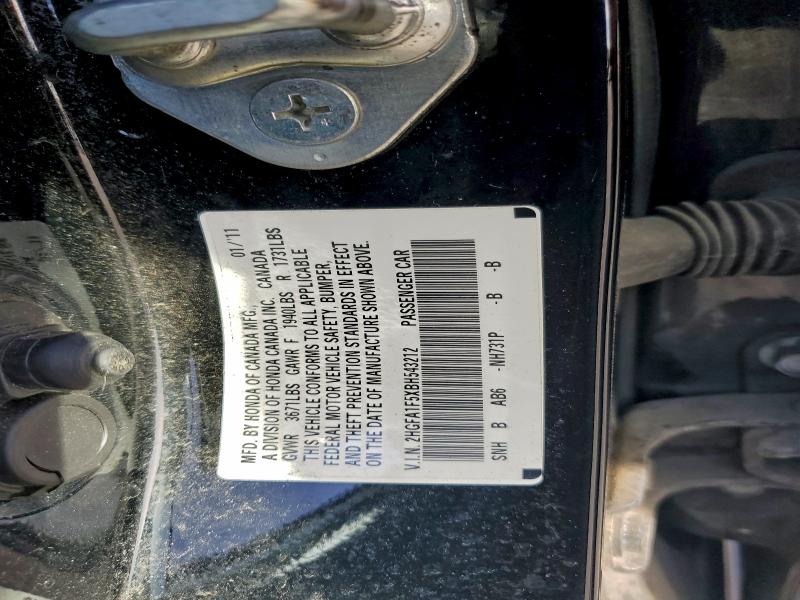 MFD. BY HONDA OF CANADA MFG. 01/'11
A DIVISION OF HONDA CANADA INC. CANADA
GVWR 3671LBS GAWR F 1940LBS R 1731LBS
THIS VEHICLE CONFORMS TO ALL APPLICABLE
FEDERAL MOTOR VEHICLE SAFETY, BUMPER,
AND THEFT PREVENTION STANDARDS IN EFFECT
ON THE DATE OF MANUFACTURE SHOWN ABOVE.
V.I.N. 2HGFA1F5XBH543212 PASSENGER CAR
SNH B AB6 -NH731P -B -B